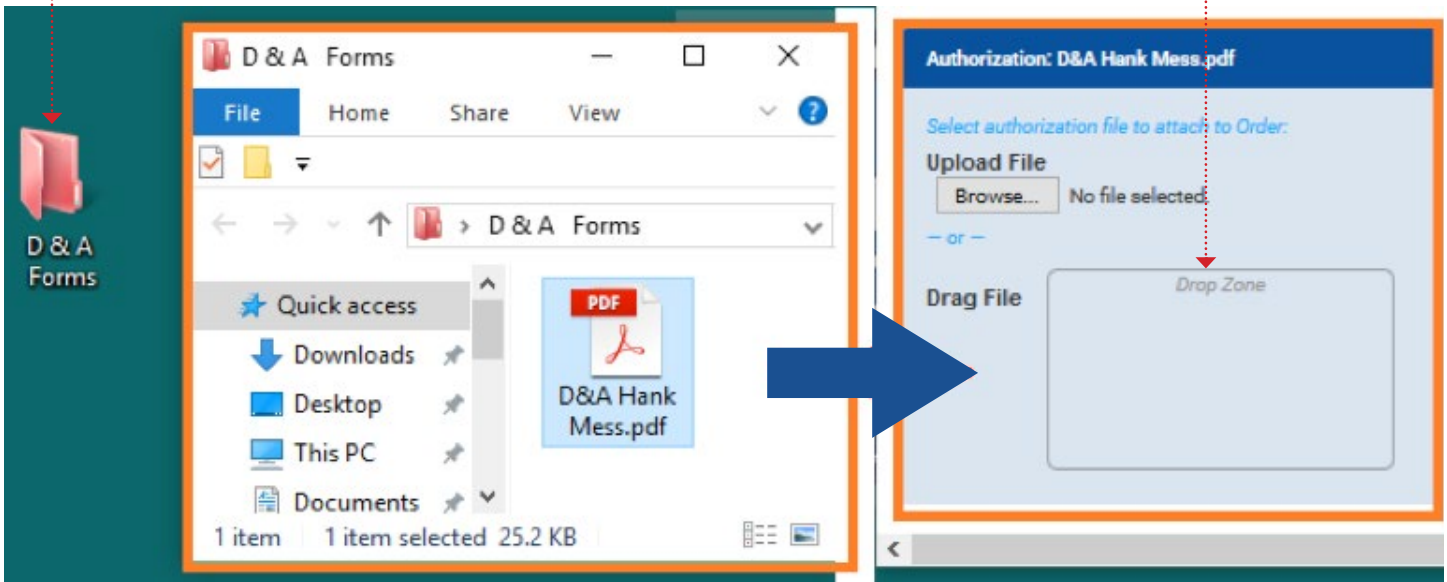 D & A
Forms
D & A Forms
File Home Share View
D & A Forms
Quick access
Downloads
Desktop
This PC
Documents
PDF
D&A Hank
Mess.pdf
1 item 1 item selected 25.2 KB
Authorization: D&A Hank Mess.pdf
Select authorization file to attach to Order:
Upload File
Browse... No file selected.
– or –
Drag File
Drop Zone